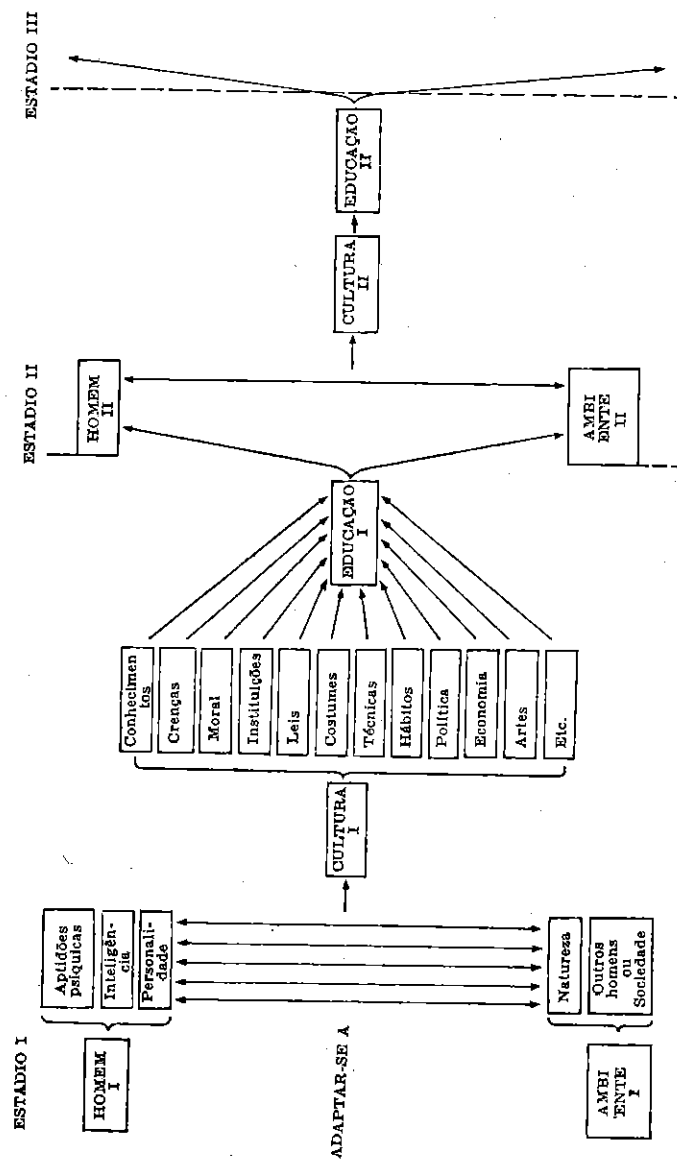 ESTADIO I
HOMEM
I
Aptidões
psíquicas
Inteligên-
cia
Personali-
dade
ADAPTAR-SE A
AMBI
ENTE
Natureza
Outros
homens
ou
Sociedade
CULTURA
I
Conhecimen
tos
Crenças
Moral
Instituições
Leis
Costumes
Técnicas
Hábitos
Política
Economia
Artes
Etc.
EDUCAÇÃO
I
ESTADIO II
HOMEM
II
AMBI
ENTE
II
CULTURA
II
EDUCAÇÃO
II
ESTADIO III